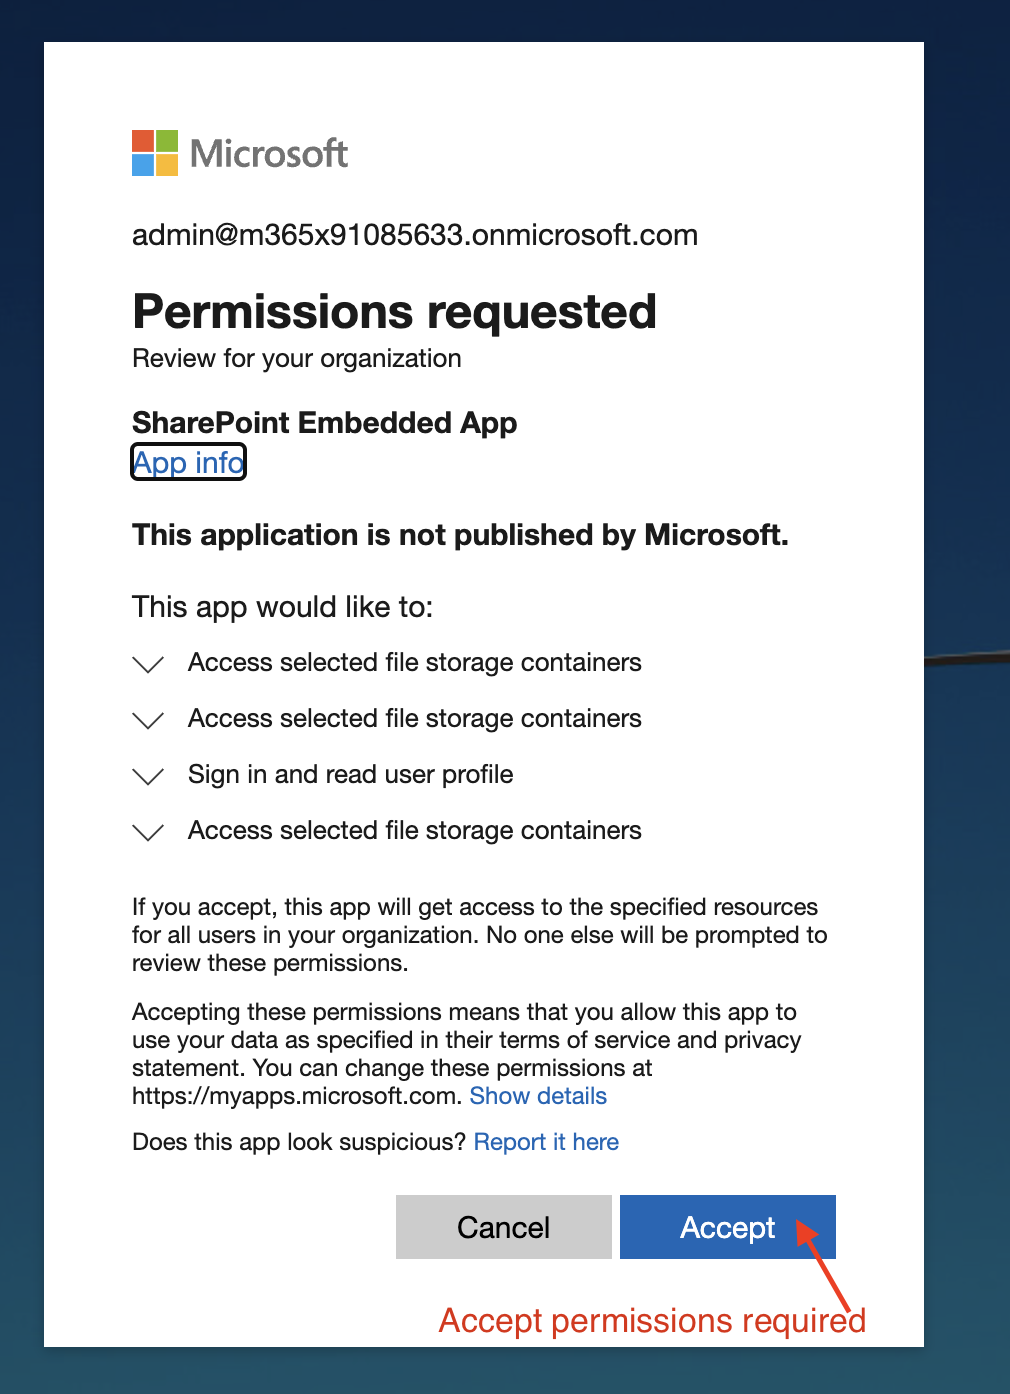 Microsoft
admin@m365x91085633.onmicrosoft.com
Permissions requested
Review for your organization
SharePoint Embedded App
App info
This application is not published by Microsoft.
This app would like to:
Access selected file storage containers
Access selected file storage containers
Sign in and read user profile
Access selected file storage containers
If you accept, this app will get access to the specified resources
for all users in your organization. No one else will be prompted to
review these permissions.
Accepting these permissions means that you allow this app to
use your data as specified in their terms of service and privacy
statement. You can change these permissions at
https://myapps.microsoft.com. Show details
Does this app look suspicious? Report it here
Cancel Accept
Accept permissions required